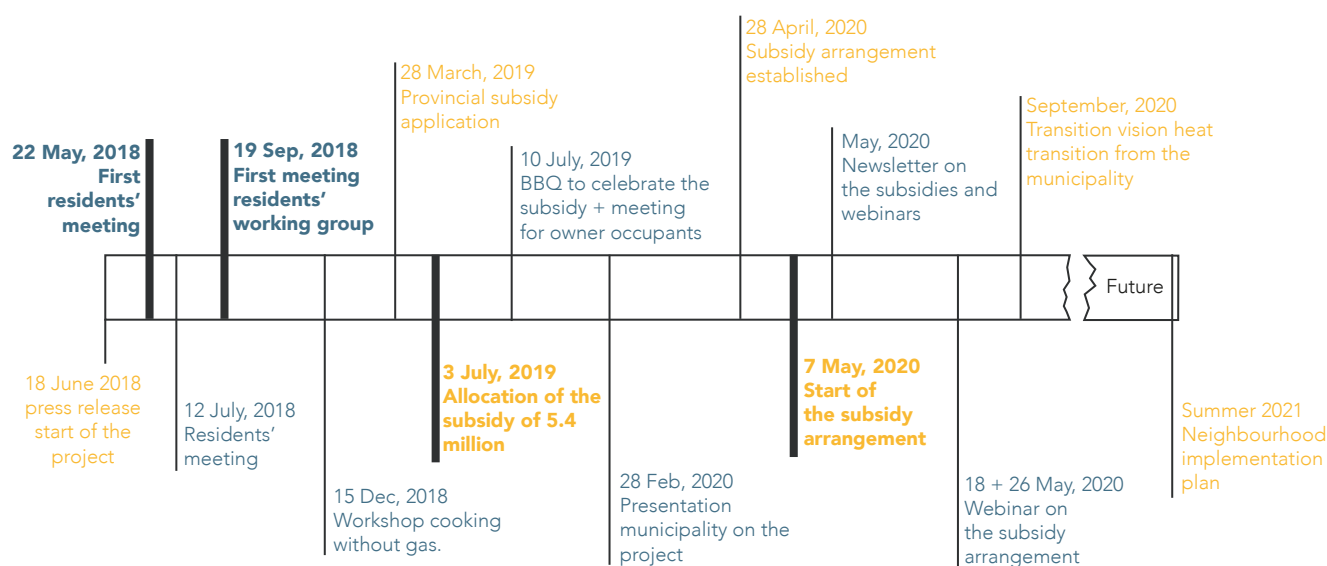 28 April, 2020
Subsidy arrangement
established
28 March, 2019
Provincial subsidy
application
September, 2020
Transition vision heat
transition from the
municipality
22 May, 2018
First
residents’
meeting
19 Sep, 2018
First meeting
residents’
working group
10 July, 2019
BBQ to celebrate the
subsidy + meeting
for owner occupants
May, 2020
Newsletter on
the subsidies and
webinars
Future
18 June 2018
press release
start of the
project
12 July, 2018
Residents’
meeting
3 July, 2019
Allocation of the
subsidy of 5.4
million
7 May, 2020
Start of
the subsidy
arrangement
Summer 2021
Neighbourhood
implementation
plan
15 Dec, 2018
Workshop cooking
without gas.
28 Feb, 2020
Presentation
municipality on the
project
18 + 26 May, 2020
Webinar on
the subsidy
arrangement